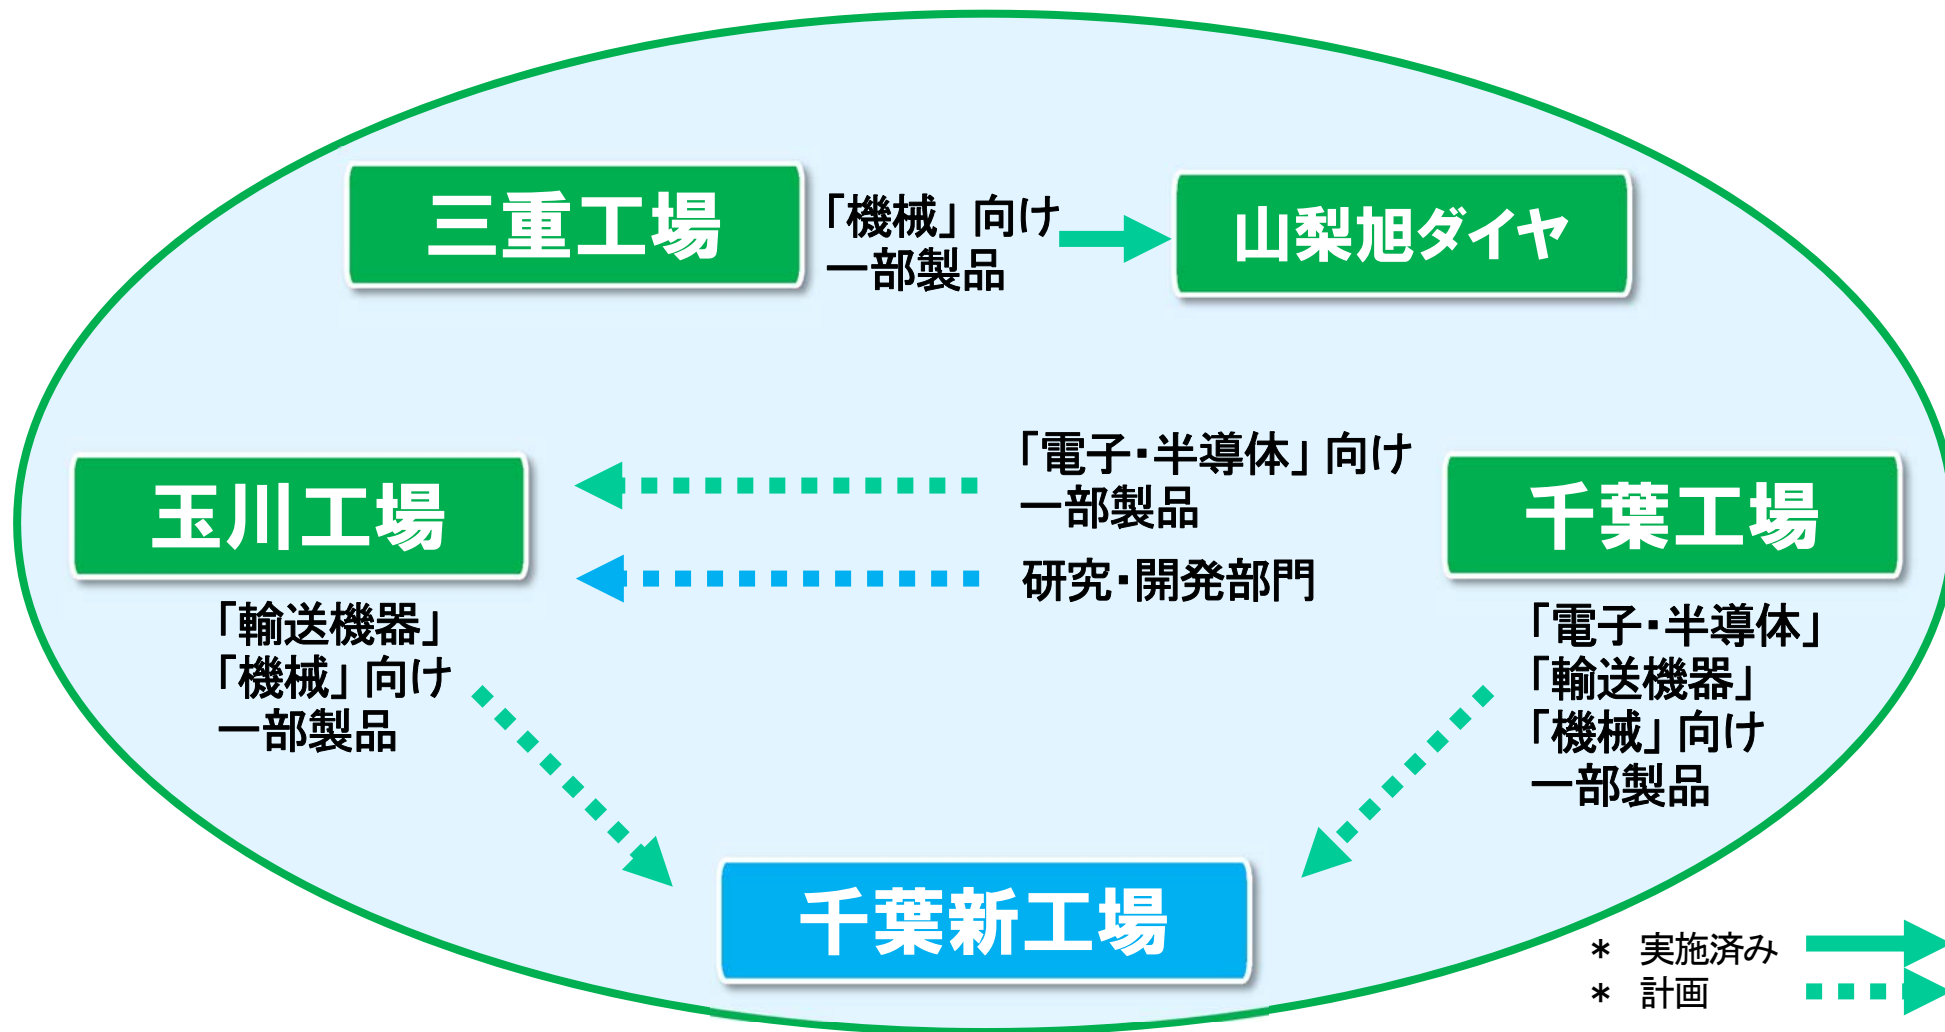 三重工場
「機械」向け
一部製品
山梨旭ダイヤ
玉川工場
「電子・半導体」向け
一部製品
研究・開発部門
千葉工場
「輸送機器」
「機械」向け
一部製品
「電子・半導体」
「輸送機器」
「機械」向け
一部製品
千葉新工場
* 実施済み
* 計画